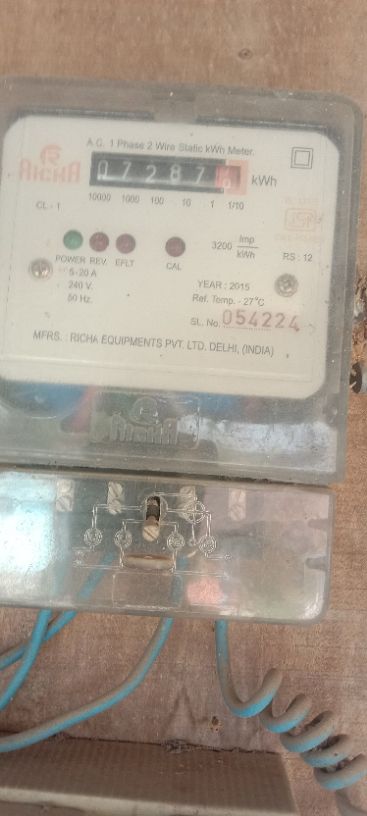 A.C. 1 Phase 2 Wire Static kWh Meter.
RICHA
07287 kWh
CL - 1
10000 1000 100 10 1 1/10
POWER REV. EFLT
CAL
3200 Imp/kWh
RS : 12
5-20 A
240 V.
50 Hz.
YEAR : 2015
Ref. Temp. - 27°C
SL. No. 054224
MFRS. : RICHA EQUIPMENTS PVT. LTD. DELHI, (INDIA)
RICHA